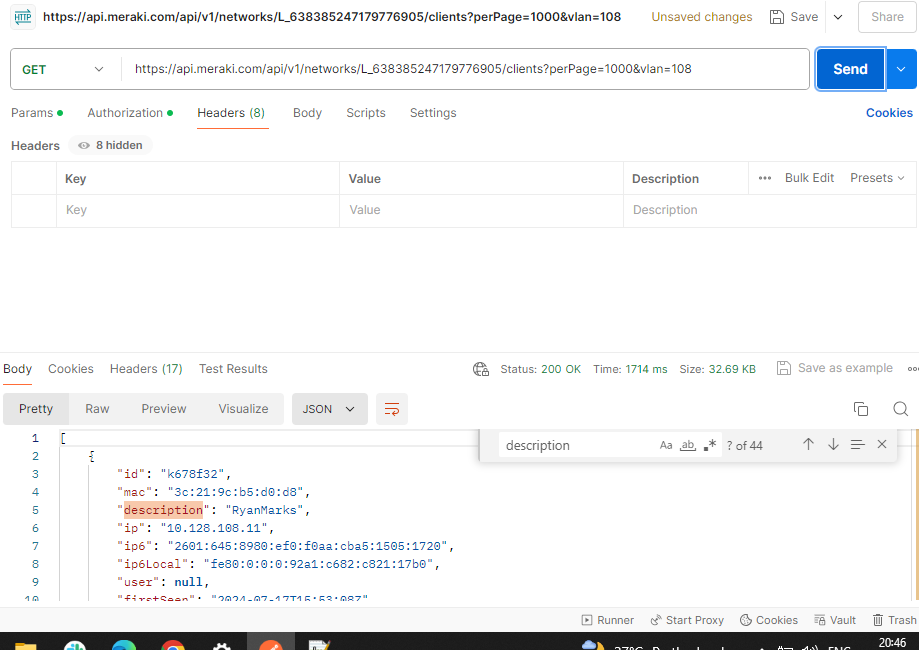 HTTP https://api.meraki.com/api/v1/networks/L_638385247179776905/clients?perPage=1000&vlan=108 Unsaved changes Save Share
GET https://api.meraki.com/api/v1/networks/L_638385247179776905/clients?perPage=1000&vlan=108 Send
Params Authorization Headers (8) Body Scripts Settings Cookies
Headers 8 hidden
Key Value Description Bulk Edit Presets
Key Value Description
Body Cookies Headers (17) Test Results Status: 200 OK Time: 1714 ms Size: 32.69 KB Save as example
Pretty Raw Preview Visualize JSON
description Aa ab .* ? of 44
1 [
2 {
3 "id": "k678f32",
4 "mac": "3c:21:9c:b5:d0:d8",
5 "description": "RyanMarks",
6 "ip": "10.128.108.11",
7 "ip6": "2601:645:8980:ef0:f0aa:cba5:1505:1720",
8 "ip6Local": "fe80:0:0:0:92a1:c682:c821:17b0",
9 "user": null,
10 "firstSeen": "2024-07-17T15:53:08Z"
Runner Start Proxy Cookies Vault Trash
20:46